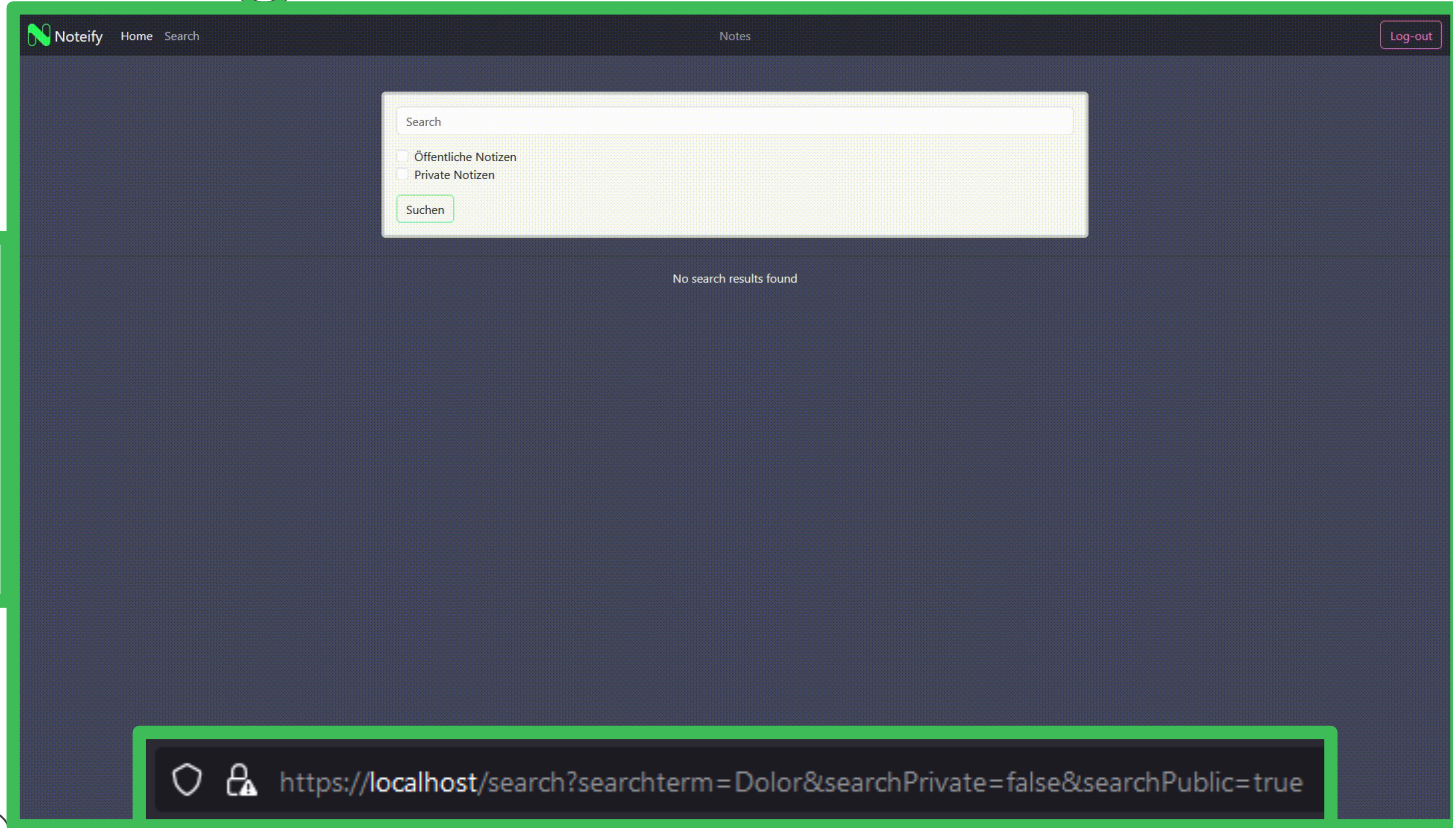 Noteify Home Search Notes Log-out
Search
Öffentliche Notizen
Private Notizen
Suchen
No search results found
https://localhost/search?searchterm=Dolor&searchPrivate=false&searchPublic=true